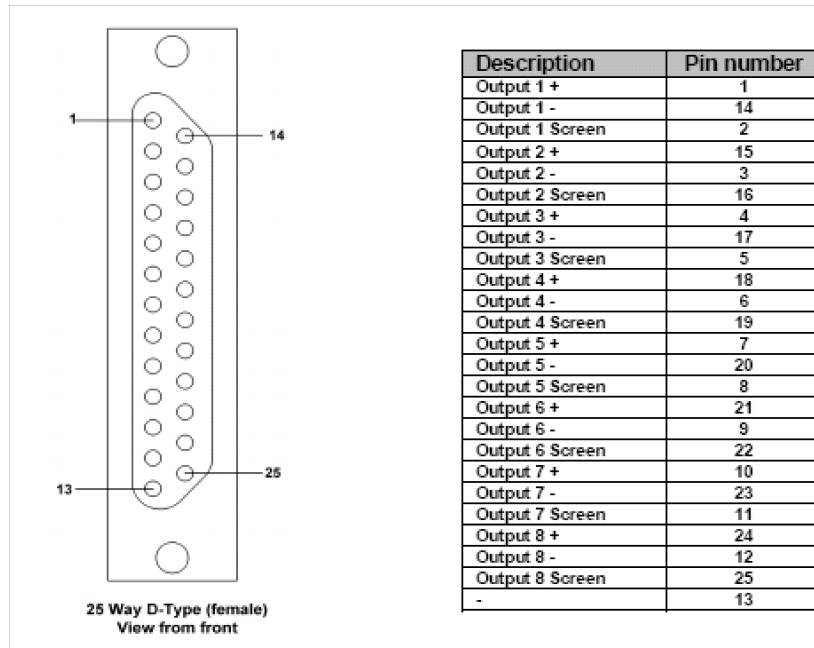 1
14
25
13
25 Way D-Type (female)
View from front
Description Pin number
Output 1 + 1
Output 1 - 14
Output 1 Screen 2
Output 2 + 15
Output 2 - 3
Output 2 Screen 16
Output 3 + 4
Output 3 - 17
Output 3 Screen 5
Output 4 + 18
Output 4 - 6
Output 4 Screen 19
Output 5 + 7
Output 5 - 20
Output 5 Screen 8
Output 6 + 21
Output 6 - 9
Output 6 Screen 22
Output 7 + 10
Output 7 - 23
Output 7 Screen 11
Output 8 + 24
Output 8 - 12
Output 8 Screen 25
- 13